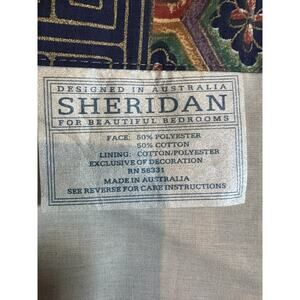 DESIGNED IN AUSTRALIA
SHERIDAN
FOR BEAUTIFUL BEDROOMS
FACE: 50% POLYESTER
50% COTTON
LINING: COTTON/POLYESTER
EXCLUSIVE OF DECORATION
RN 58331
MADE IN AUSTRALIA
SEE REVERSE FOR CARE INSTRUCTIONS